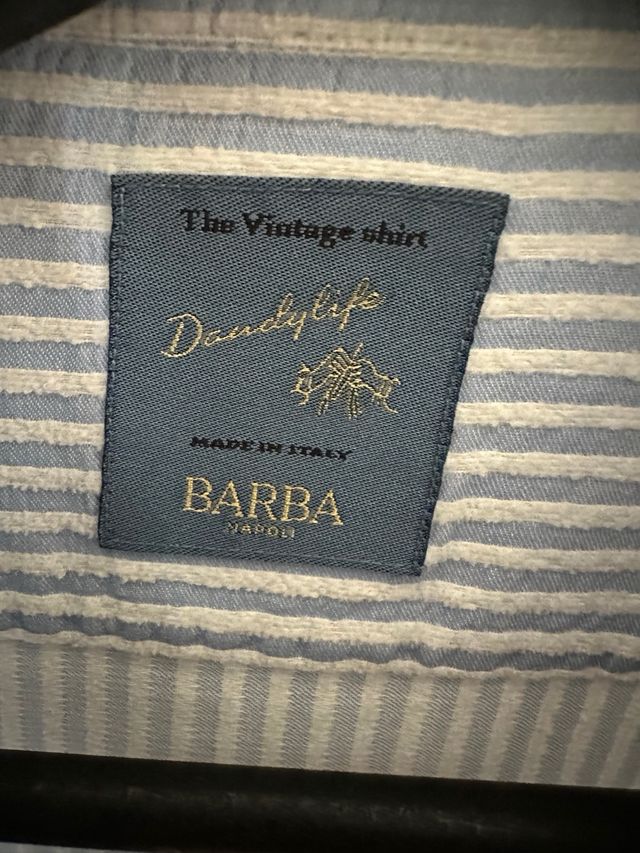 The Vintage shirt
Dandylife
MADE IN ITALY
BARBA
NAPOLI